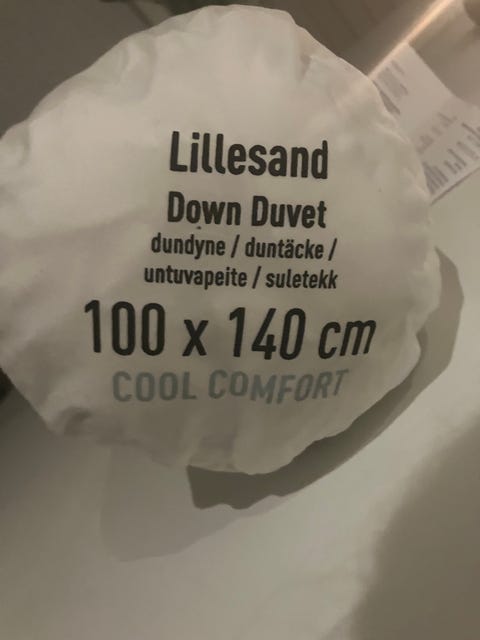 Lillesand
Down Duvet
dundyne / duntäcke /
untuvapeite / suletekk
100 x 140 cm
COOL COMFORT